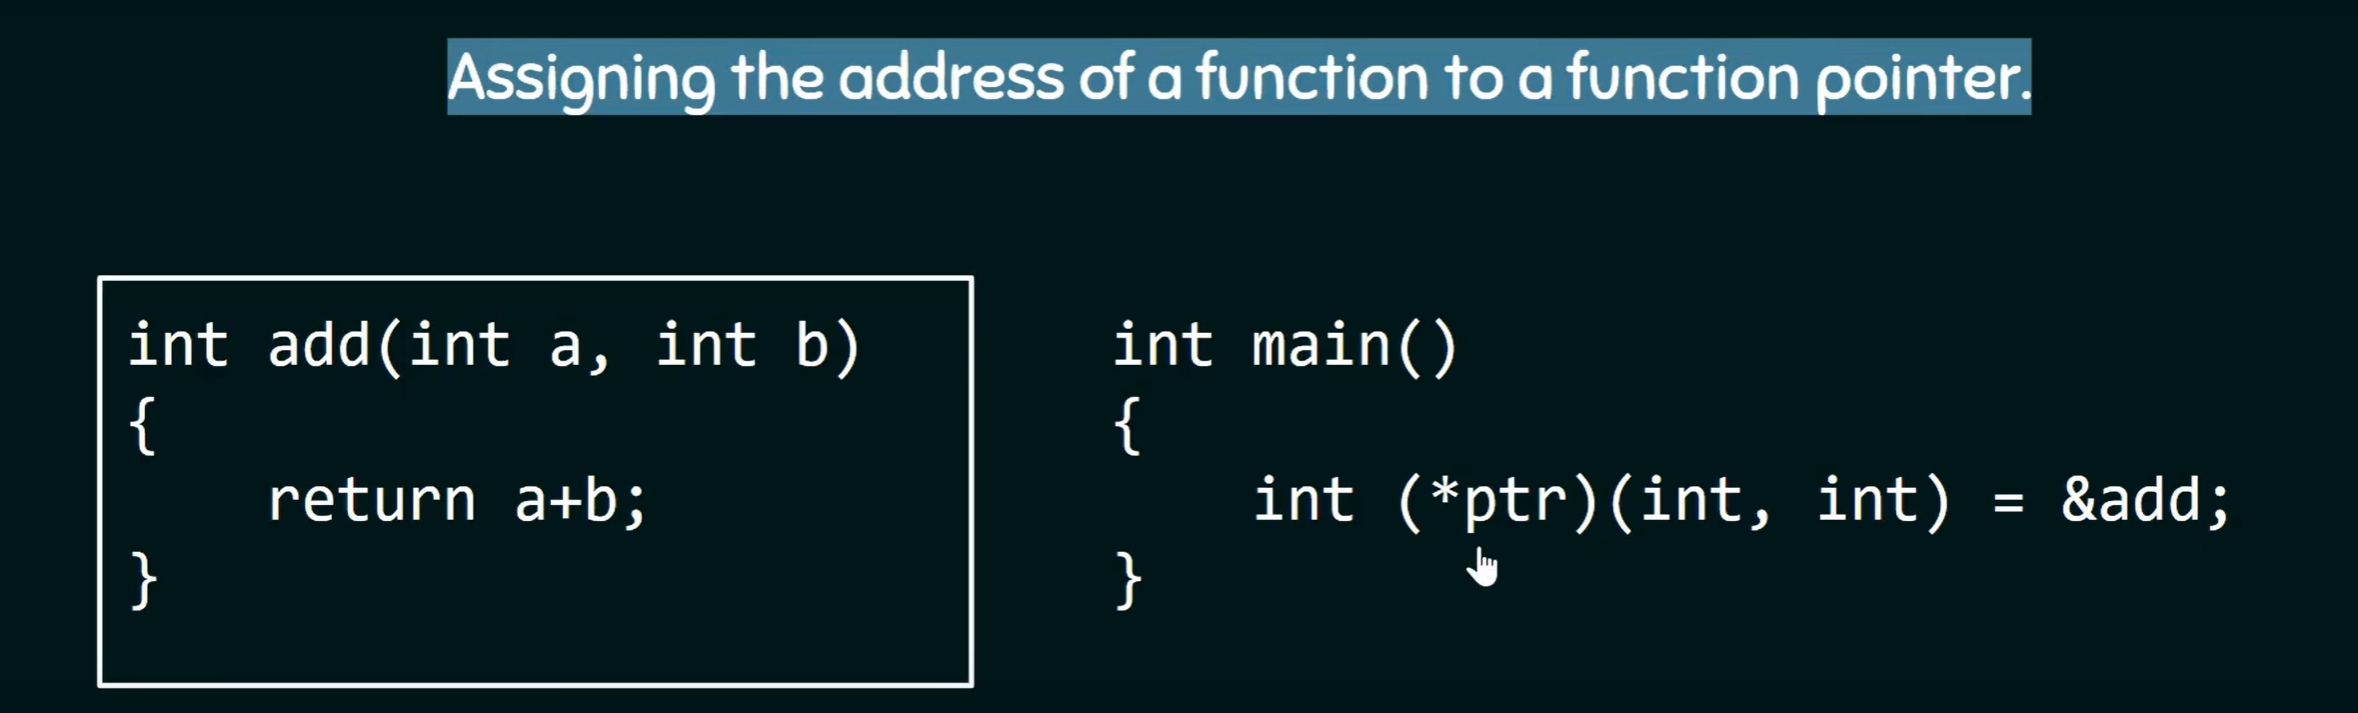 Assigning the address of a function to a function pointer.
int add(int a, int b)
{
return a+b;
}
int main()
{
int (*ptr)(int, int) = &add;
}